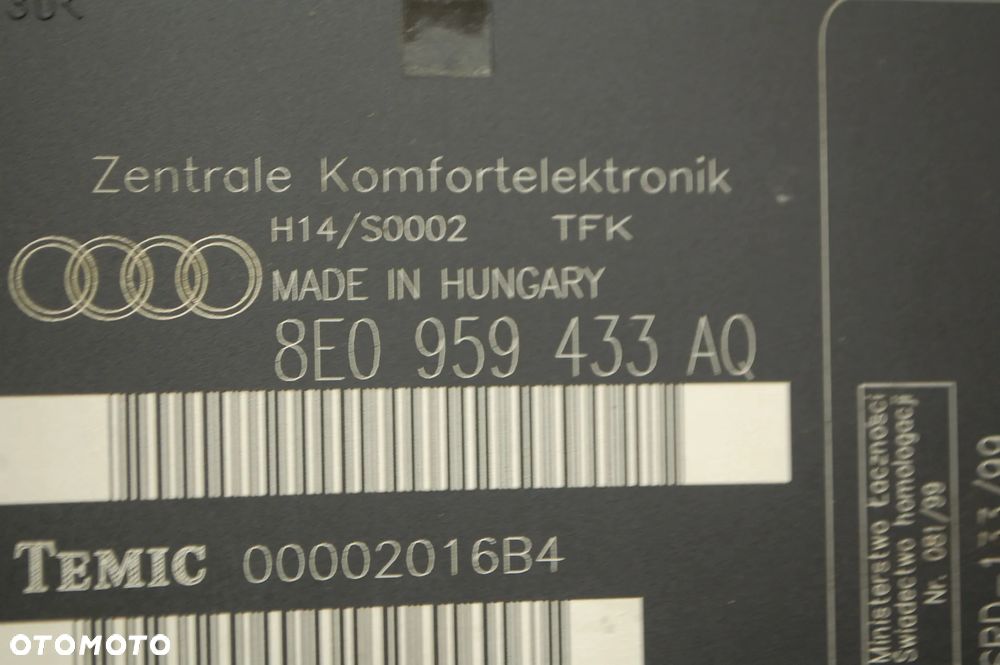 Zentrale Komfortelektronik
H14/S0002 TFK
MADE IN HUNGARY
8E0 959 433 AQ
TEMIC 00002016B4
Ministerstwo Łączności
Świadectwo homologacji
Nr. 081/99
OTOMOTO